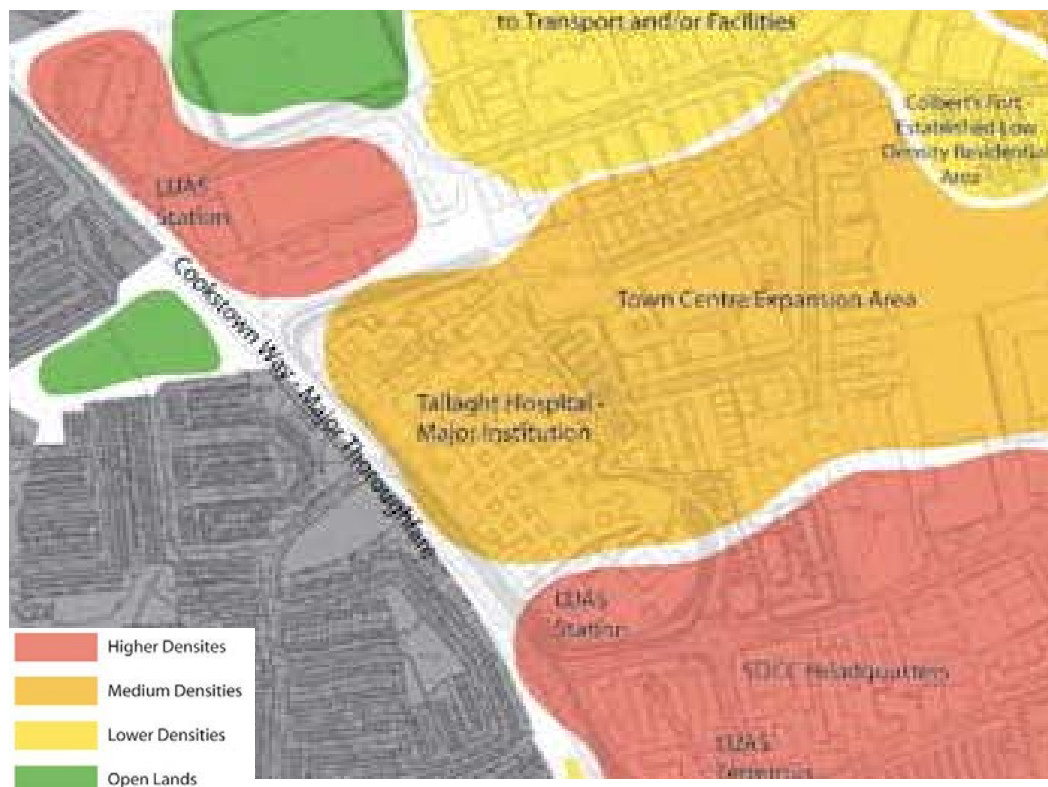 to Transport and/or Facilities
Colbert's Fort -
Established Low
Density Residential
Area
LUAS
Station
Town Centre Expansion Area
Cookstown Way - Major Thoroughfare
Tallaght Hospital -
Major Institution
LUAS
Station
SDCC Headquarters
LUAS
Terminus
Higher Densites
Medium Densities
Lower Densities
Open Lands